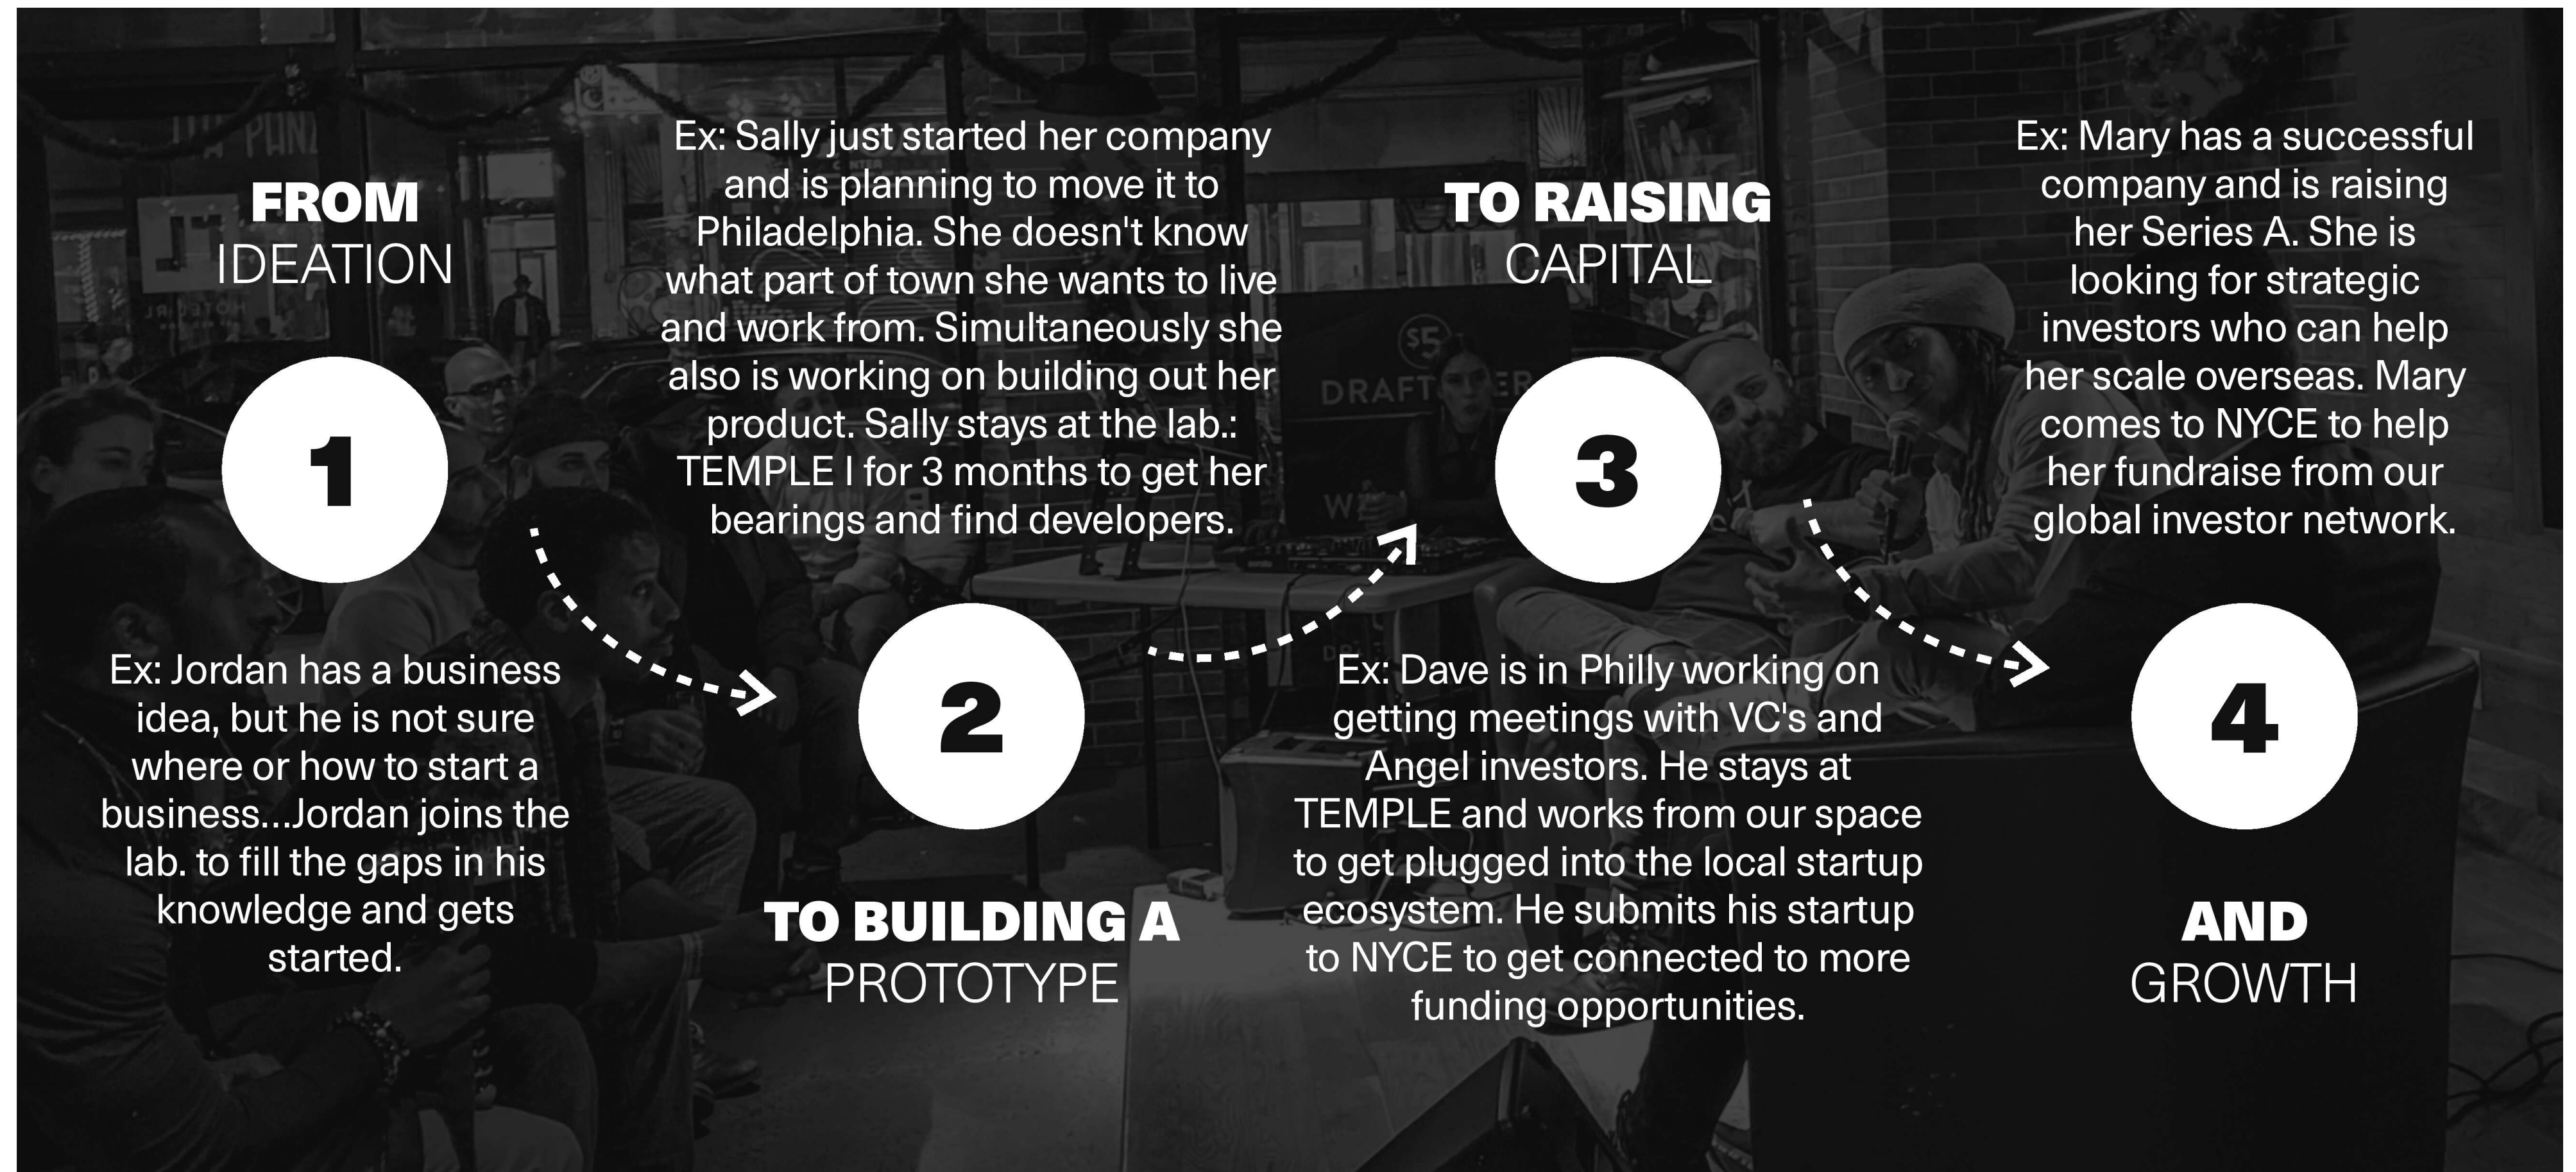 FROM
IDEATION
1
Ex: Jordan has a business
idea, but he is not sure
where or how to start a
business...Jordan joins the
lab. to fill the gaps in his
knowledge and gets
started.
Ex: Sally just started her company
and is planning to move it to
Philadelphia. She doesn't know
what part of town she wants to live
and work from. Simultaneously she
also is working on building out her
product. Sally stays at the lab.:
TEMPLE I for 3 months to get her
bearings and find developers.
2
TO BUILDING A
PROTOTYPE
TO RAISING
CAPITAL
3
Ex: Dave is in Philly working on
getting meetings with VC's and
Angel investors. He stays at
TEMPLE and works from our space
to get plugged into the local startup
ecosystem. He submits his startup
to NYCE to get connected to more
funding opportunities.
Ex: Mary has a successful
company and is raising
her Series A. She is
looking for strategic
investors who can help
her scale overseas. Mary
comes to NYCE to help
her fundraise from our
global investor network.
4
AND
GROWTH
$5